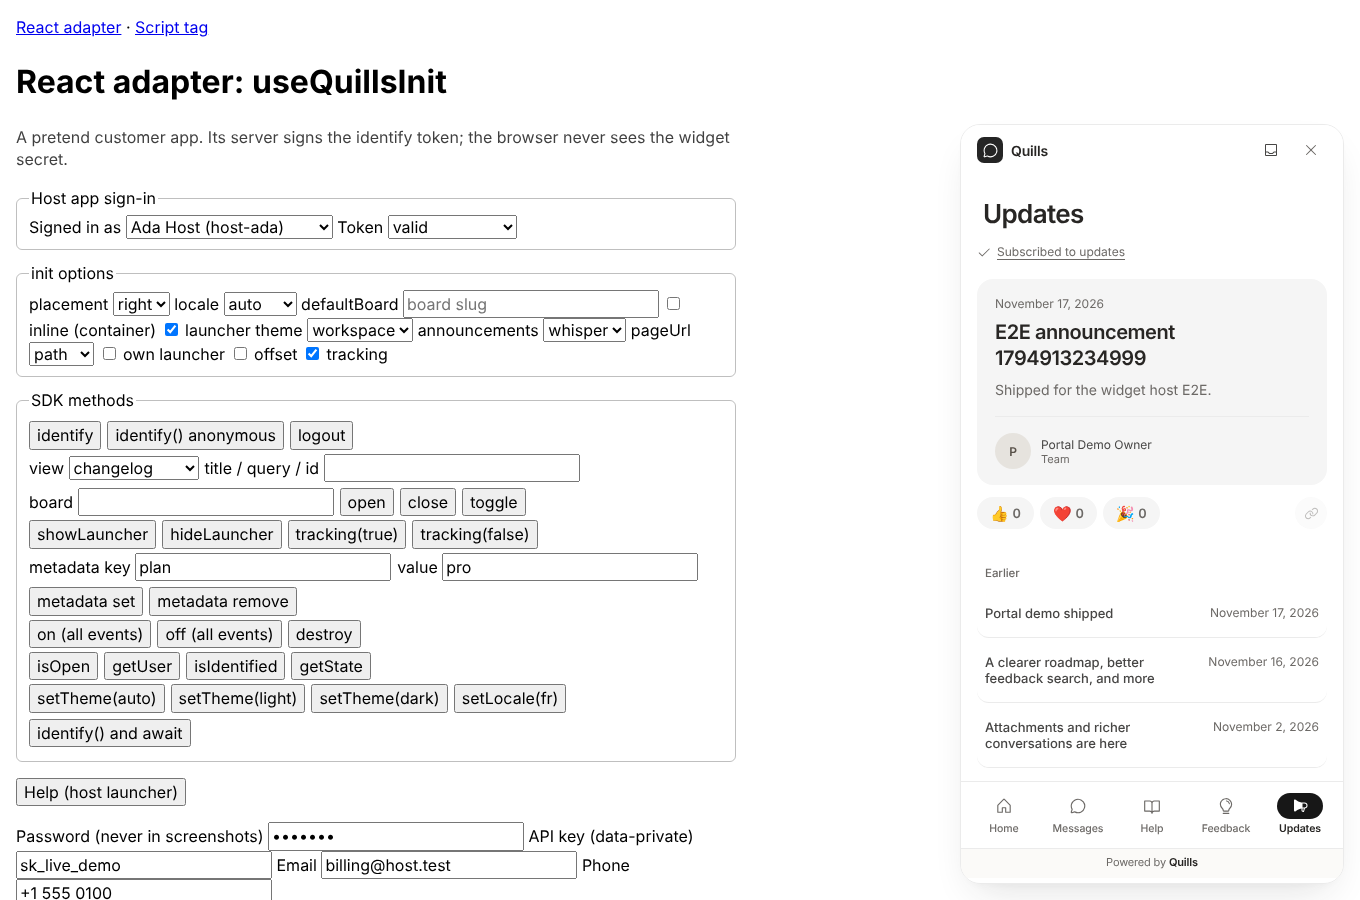 React adapter · Script tag
React adapter: useQuillsInit
A pretend customer app. Its server signs the identify token; the browser never sees the widget
secret.
Host app sign-in
Signed in as Ada Host (host-ada) Token valid
init options
placement right locale auto defaultBoard board slug
inline (container) launcher theme workspace announcements whisper pageUrl
path own launcher offset tracking
SDK methods
identify identify() anonymous logout
view changelog title / query / id
board open close toggle
showLauncher hideLauncher tracking(true) tracking(false)
metadata key plan value pro
metadata set metadata remove
on (all events) off (all events) destroy
isOpen getUser isIdentified getState
setTheme(auto) setTheme(light) setTheme(dark) setLocale(fr)
identify() and await
Help (host launcher)
Password (never in screenshots) ••••••• API key (data-private)
sk_live_demo Email billing@host.test Phone
+1 555 0100
Quills
Updates
Subscribed to updates
November 17, 2026
E2E announcement
1794913234999
Shipped for the widget host E2E.
P Portal Demo Owner
Team
👍 0 ❤️ 0 🎉 0
Earlier
Portal demo shipped November 17, 2026
A clearer roadmap, better November 16, 2026
feedback search, and more
Attachments and richer November 2, 2026
conversations are here
Home Messages Help Feedback Updates
Powered by Quills